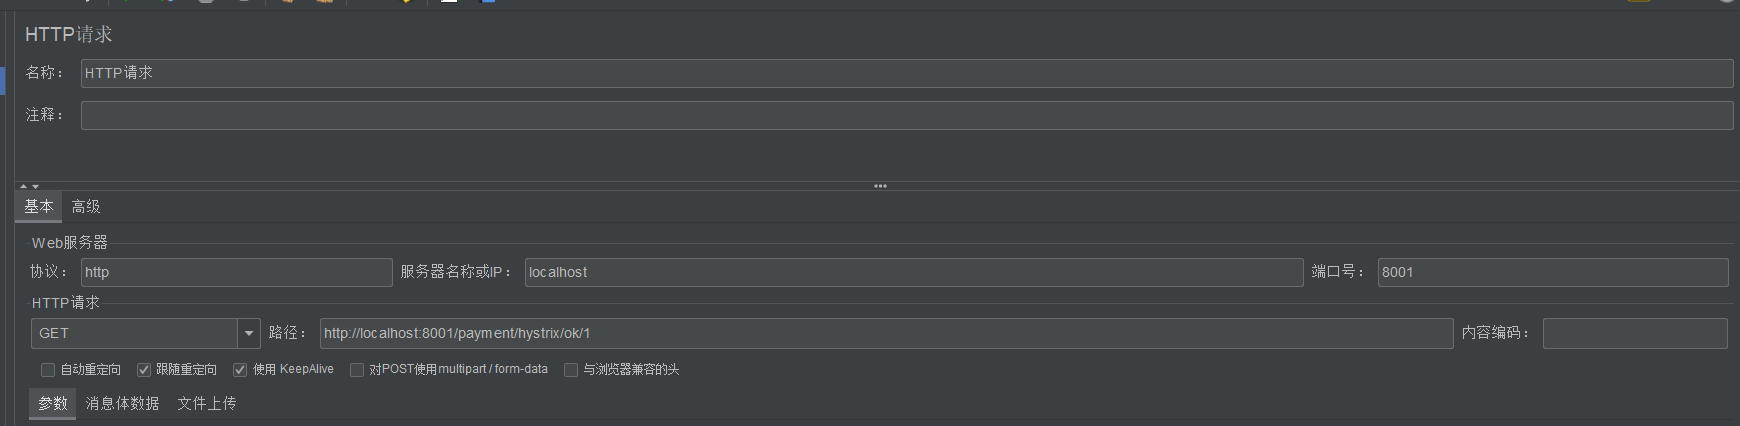 HTTP请求
名称： HTTP请求
注释：
基本 高级
Web服务器
协议： http 服务器名称或IP： localhost 端口号： 8001
HTTP请求
GET 路径： http://localhost:8001/payment/hystrix/ok/1 内容编码：
自动重定向 跟随重定向 使用 KeepAlive 对POST使用multipart / form-data 与浏览器兼容的头
参数 消息体数据 文件上传